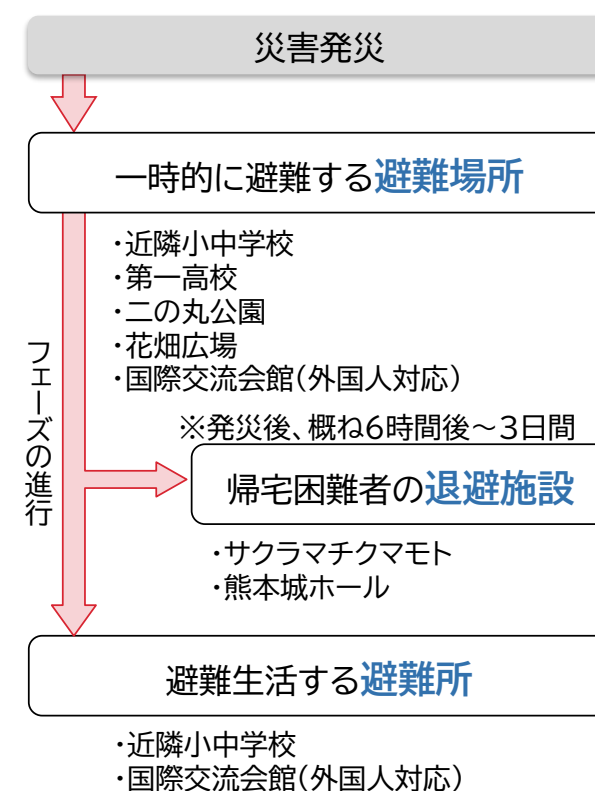 災害発災
一時的に避難する避難場所
・近隣小中学校
・第一高校
・二の丸公園
・花畑広場
・国際交流会館(外国人対応)
フェーズの進行
※発災後、概ね6時間後～3日間
帰宅困難者の退避施設
・サクラマチクマモト
・熊本城ホール
避難生活する避難所
・近隣小中学校
・国際交流会館(外国人対応)